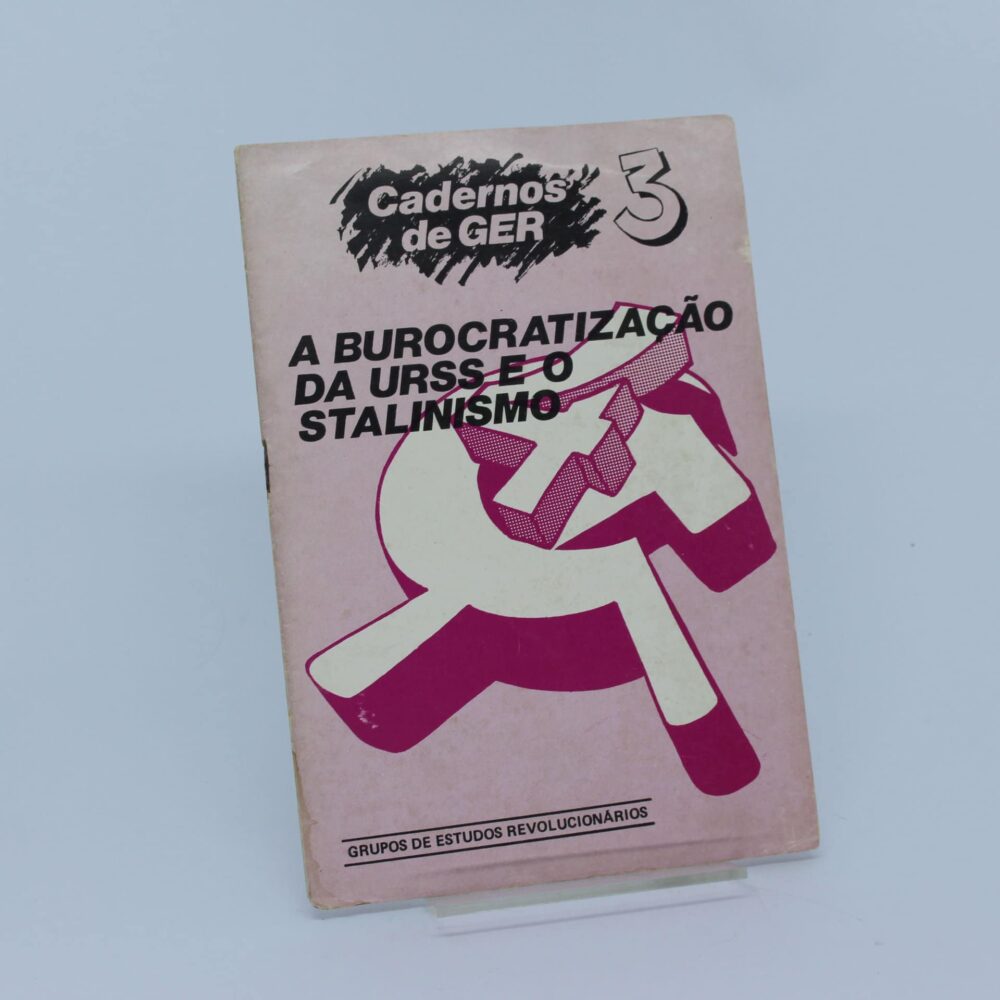 Cadernos
de GER
3
A BUROCRATIZAÇÃO
DA URSS E O
STALINISMO
GRUPOS DE ESTUDOS REVOLUCIONÁRIOS